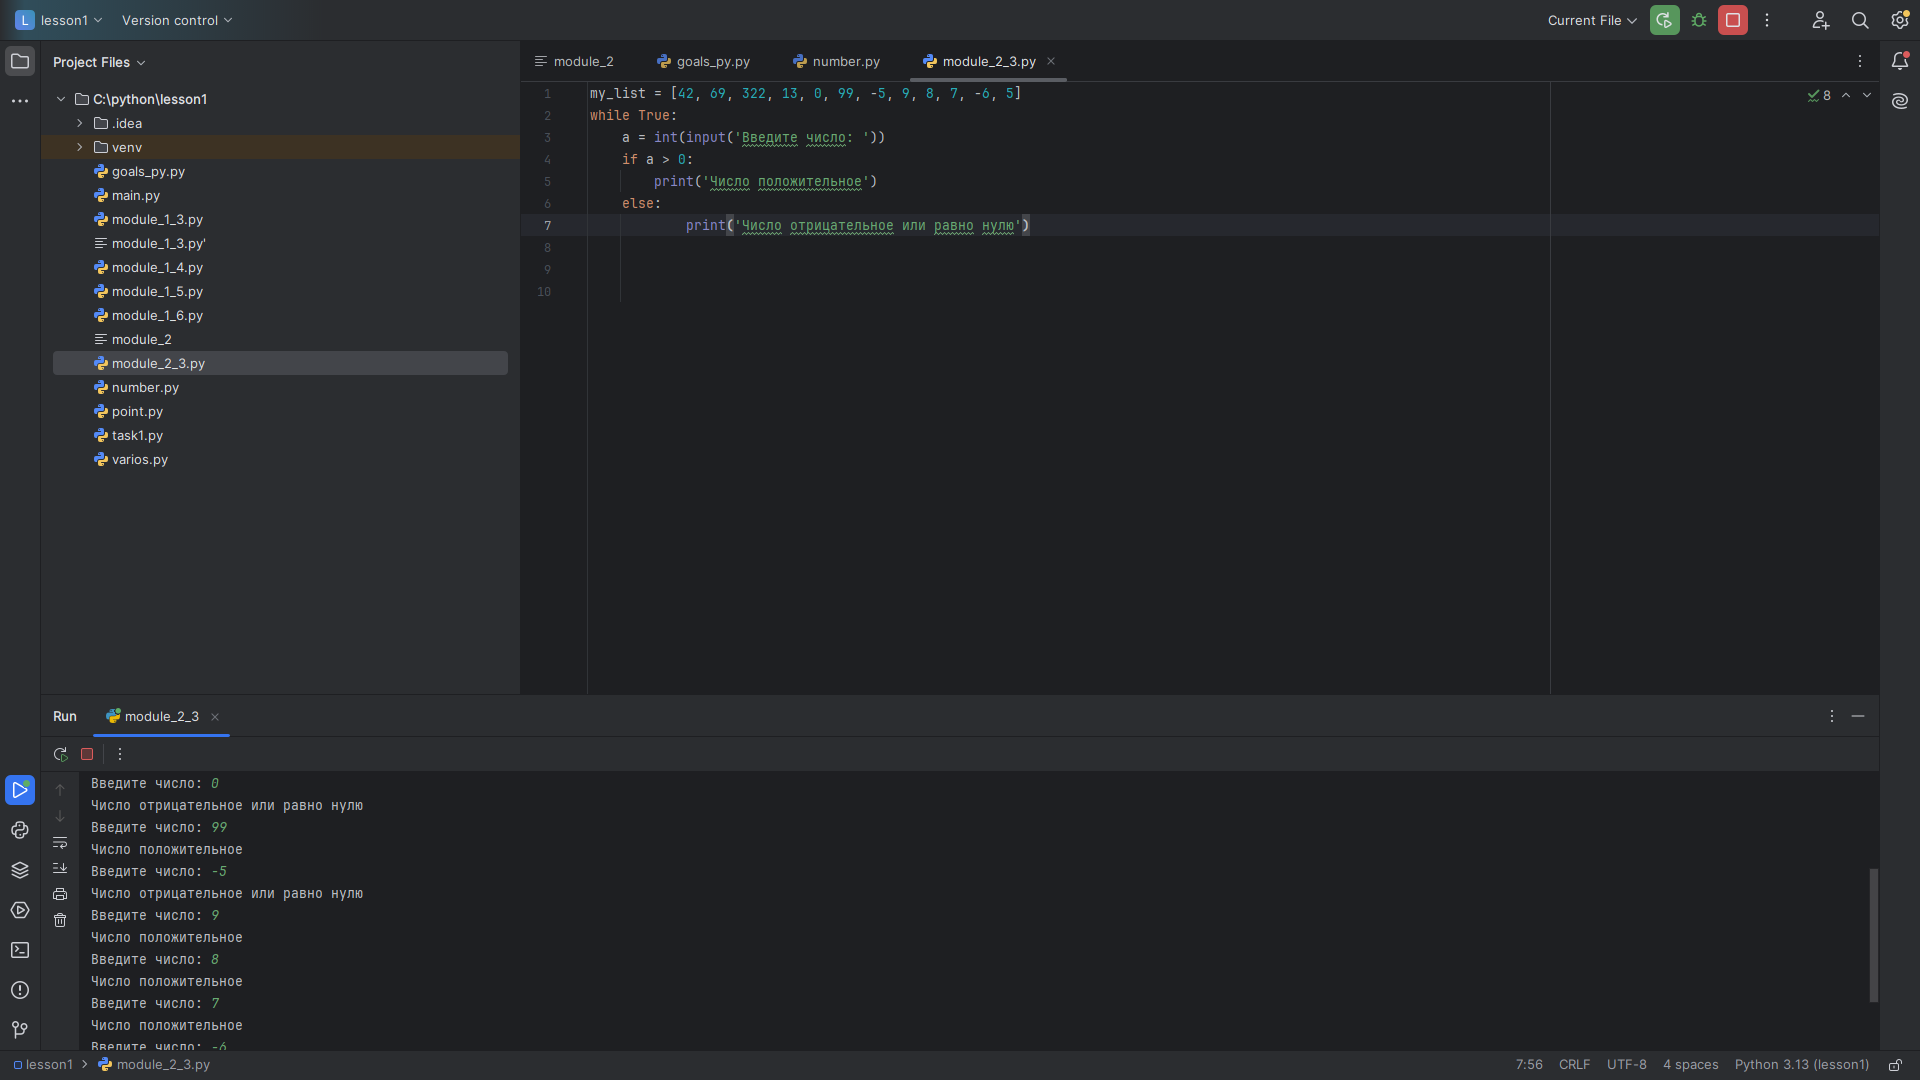 L lesson1 Version control Current File
Project Files
C:\python\lesson1
.idea
venv
goals_py.py
main.py
module_1_3.py
module_1_3.py'
module_1_4.py
module_1_5.py
module_1_6.py
module_2
module_2_3.py
number.py
point.py
task1.py
varios.py
module_2 goals_py.py number.py module_2_3.py
1 my_list = [42, 69, 322, 13, 0, 99, -5, 9, 8, 7, -6, 5]
2 while True:
3 a = int(input('Введите число: '))
4 if a > 0:
5 print('Число положительное')
6 else:
7 print('Число отрицательное или равно нулю')
8
9
10
8
Run module_2_3
Введите число: 0
Число отрицательное или равно нулю
Введите число: 99
Число положительное
Введите число: -5
Число отрицательное или равно нулю
Введите число: 9
Число положительное
Введите число: 8
Число положительное
Введите число: 7
Число положительное
Введите число: -6
lesson1 > module_2_3.py 7:56 CRLF UTF-8 4 spaces Python 3.13 (lesson1)